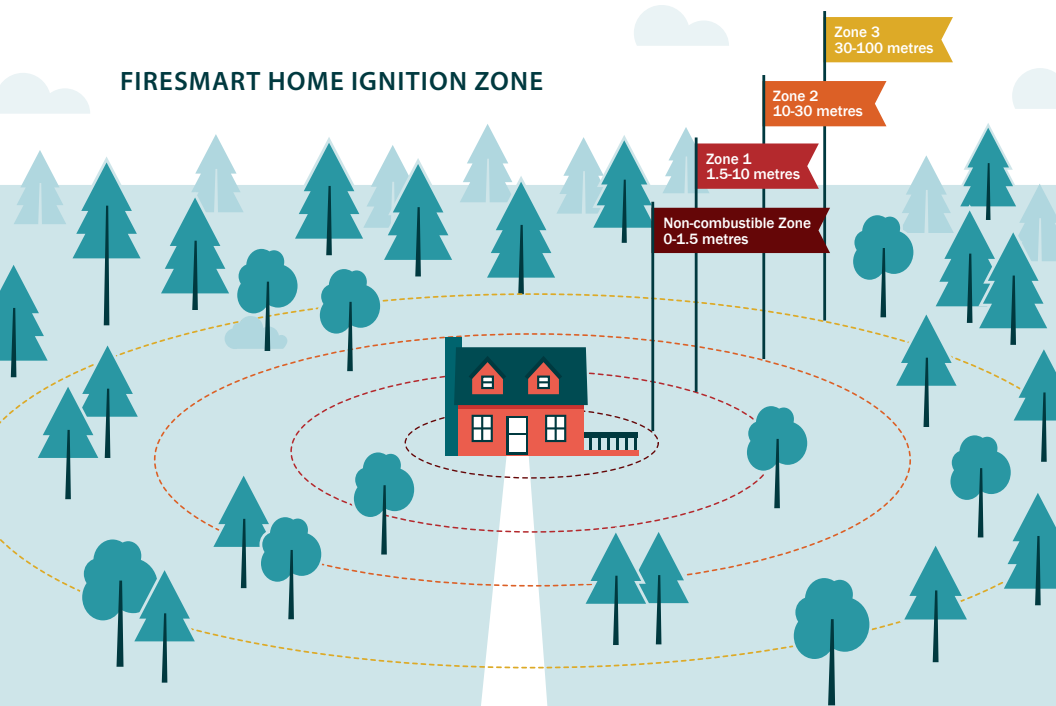 FIRESMART HOME IGNITION ZONE
Zone 3
30-100 metres
Zone 2
10-30 metres
Zone 1
1.5-10 metres
Non-combustible Zone
0-1.5 metres